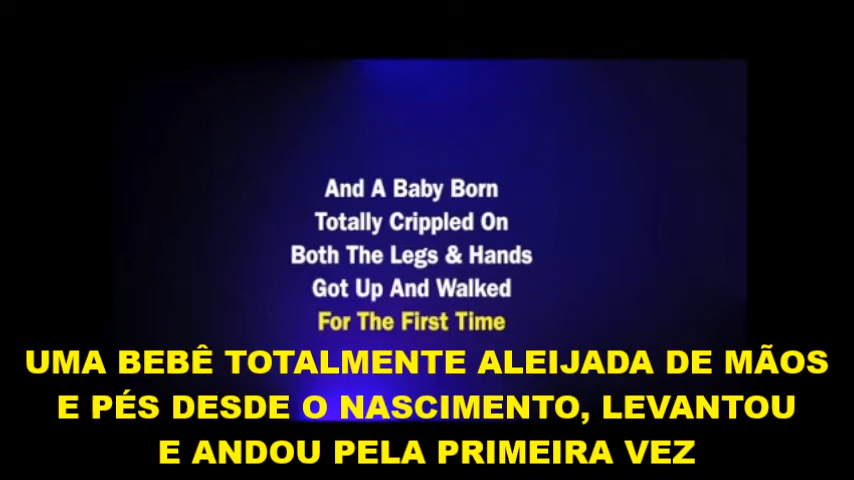 And A Baby Born
Totally Crippled On
Both The Legs & Hands
Got Up And Walked
For The First Time
UMA BEBÊ TOTALMENTE ALEIJADA DE MÃOS
E PÉS DESDE O NASCIMENTO, LEVANTOU
E ANDOU PELA PRIMEIRA VEZ